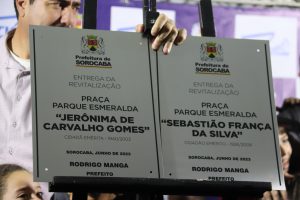 Prefeitura de
SOROCABA
ENTREGA DA
REVITALIZAÇÃO
PRAÇA
PARQUE ESMERALDA
"JERÔNIMA DE
CARVALHO GOMES"
SOROCABA, JUNHO DE 2023
RODRIGO MANGA
PREFEITO
Prefeitura de
SOROCABA
ENTREGA DA
REVITALIZAÇÃO
PRAÇA
PARQUE ESMERALDA
"SEBASTIÃO FRANÇA
DA SILVA"
SOROCABA, JUNHO DE 2023
RODRIGO MANGA
PREFEITO